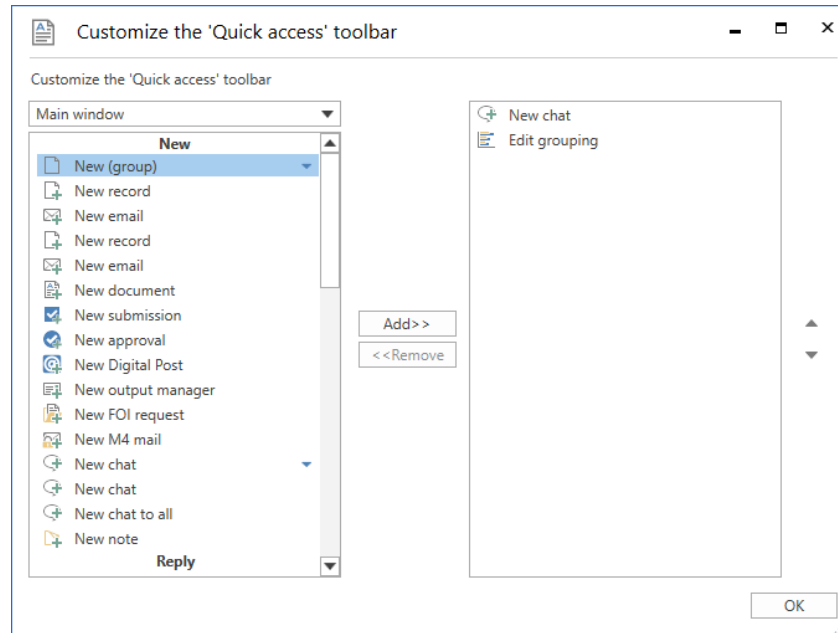 Customize the 'Quick access' toolbar
Customize the 'Quick access' toolbar
Main window
New
New (group)
New record
New email
New record
New email
New document
New submission
New approval
New Digital Post
New output manager
New FOI request
New M4 mail
New chat
New chat
New chat to all
New note
Reply
Add>>
<<Remove
New chat
Edit grouping
OK